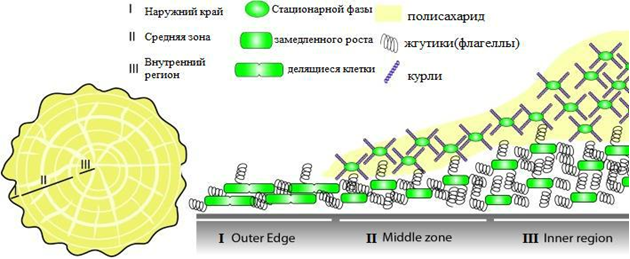 I Наружний край
II Средняя зона
III Внутренний
регион
Стационарной фазы
замедленного роста
делящиеся клетки
полисахарид
жгутики(флагеллы)
курли
III
II
I
I Outer Edge
II Middle zone
III Inner region